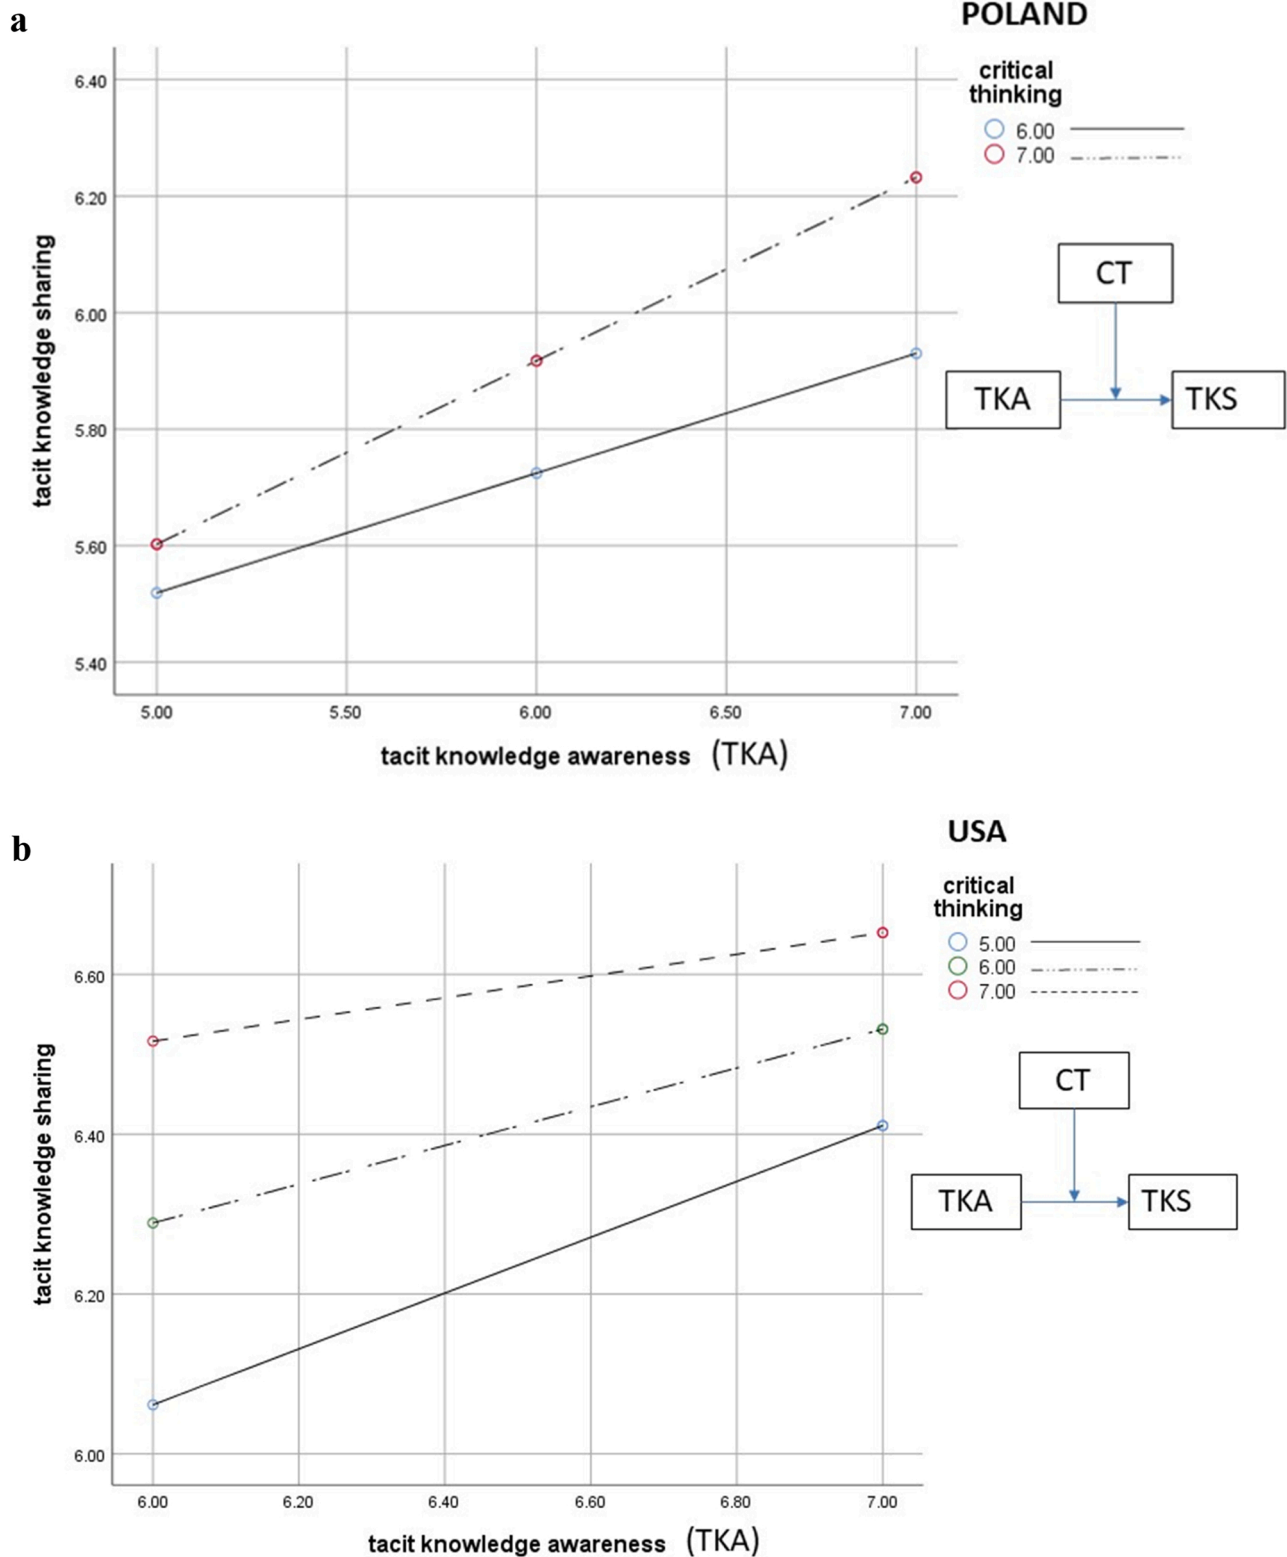 a
POLAND
critical
thinking
6.00
7.00
6.40
6.20
6.00
5.80
5.60
5.40
tacit knowledge sharing
5.00 5.50 6.00 6.50 7.00
tacit knowledge awareness (TKA)
CT
TKA TKS
b
USA
critical
thinking
5.00
6.00
7.00
6.60
6.40
6.20
6.00
tacit knowledge sharing
6.00 6.20 6.40 6.60 6.80 7.00
tacit knowledge awareness (TKA)
CT
TKA TKS